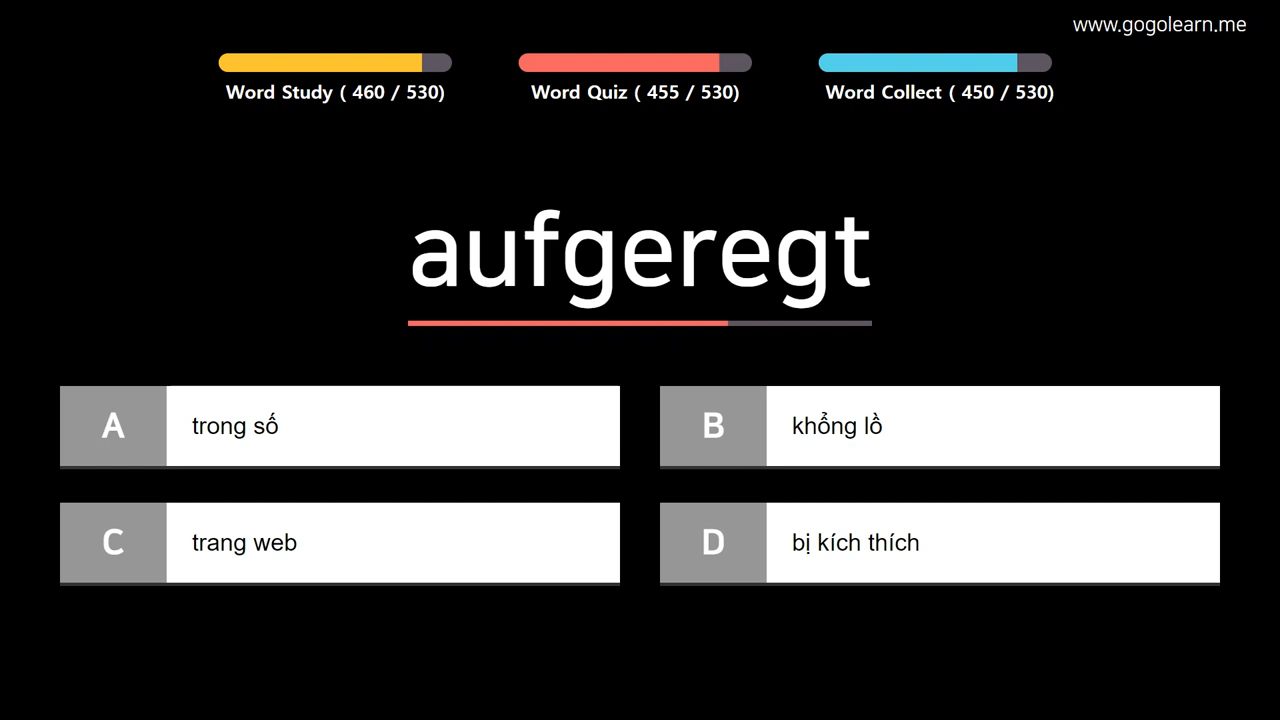 www.gogolearn.me
Word Study ( 460 / 530)
Word Quiz ( 455 / 530)
Word Collect ( 450 / 530)
aufgeregt
A trong số
B khổng lồ
C trang web
D bị kích thích